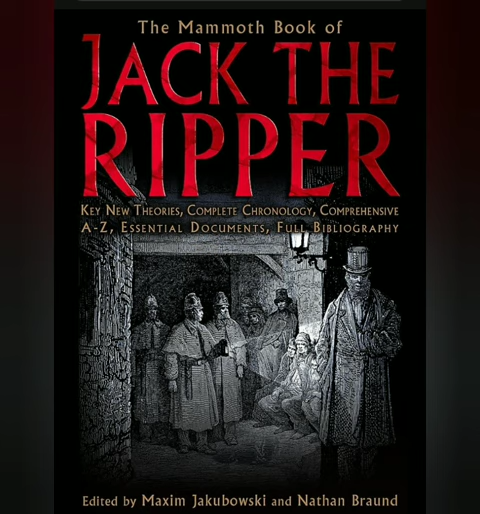 The Mammoth Book of
JACK THE
RIPPER
KEY NEW THEORIES, COMPLETE CHRONOLOGY, COMPREHENSIVE
A-Z, ESSENTIAL DOCUMENTS, FULL BIBLIOGRAPHY
Edited by Maxim Jakubowski and Nathan Braund